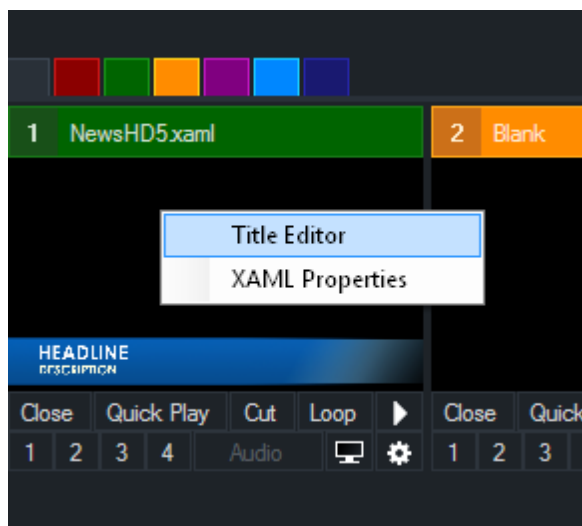 1 NewsHD5.xaml 2 Blank
Title Editor
XAML Properties
HEADLINE
DESCRIPTION
Close Quick Play Cut Loop Close Quick
1 2 3 4 Audio 1 2 3